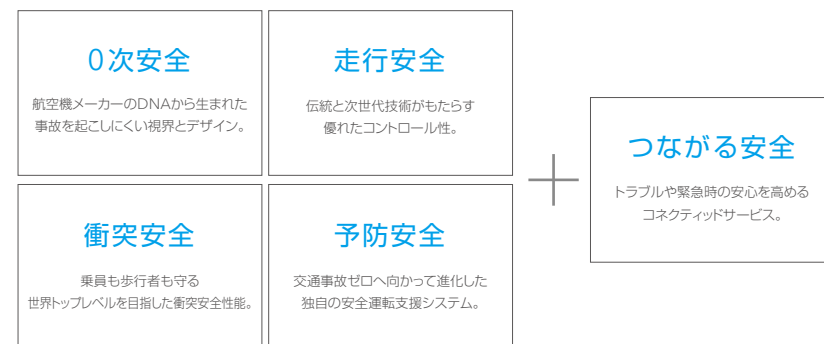 0次安全
航空機メーカーのDNAから生まれた
事故を起こしにくい視界とデザイン。
走行安全
伝統と次世代技術がもたらす
優れたコントロール性。
衝突安全
乗員も歩行者も守る
世界トップレベルを目指した衝突安全性能。
予防安全
交通事故ゼロへ向かって進化した
独自の安全運転支援システム。
つながる安全
トラブルや緊急時の安心を高める
コネクティッドサービス。